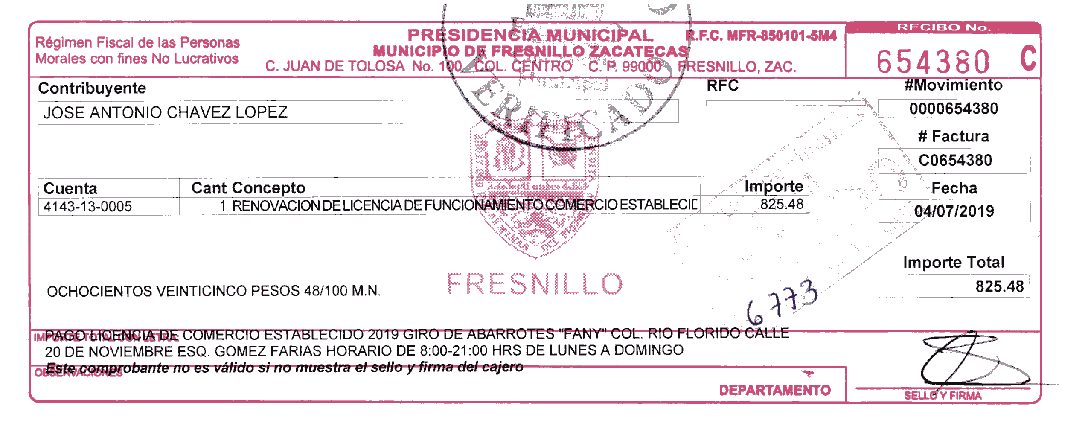 Régimen Fiscal de las Personas
Morales con fines No Lucrativos
PRESIDENCIA MUNICIPAL
MUNICIPIO DE FRESNILLO ZACATECAS
C. JUAN DE TOLOSA No. 100 COL. CENTRO C. P. 99000 FRESNILLO, ZAC.
R.F.C. MFR-850101-5M4
RECIBO No.
654380 C
VERIFICADO
Contribuyente
JOSE ANTONIO CHAVEZ LOPEZ
RFC
#Movimiento
0000654380
# Factura
C0654380
Cuenta Cant Concepto Importe
Fecha
4143-13-0005 1 RENOVACION DE LICENCIA DE FUNCIONAMIENTO COMERCIO ESTABLECID 825.48
04/07/2019
Importe Total
825.48
FRESNILLO
OCHOCIENTOS VEINTICINCO PESOS 48/100 M.N.
6773
IMPORTE TOTAL CON LETRA
PAGO LICENCIA DE COMERCIO ESTABLECIDO 2019 GIRO DE ABARROTES "FANY" COL. RIO FLORIDO CALLE
20 DE NOVIEMBRE ESQ. GOMEZ FARIAS HORARIO DE 8:00-21:00 HRS DE LUNES A DOMINGO
Este comprobante no es válido si no muestra el sello y firma del cajero
OBSERVACIONES
DEPARTAMENTO
SELLO Y FIRMA